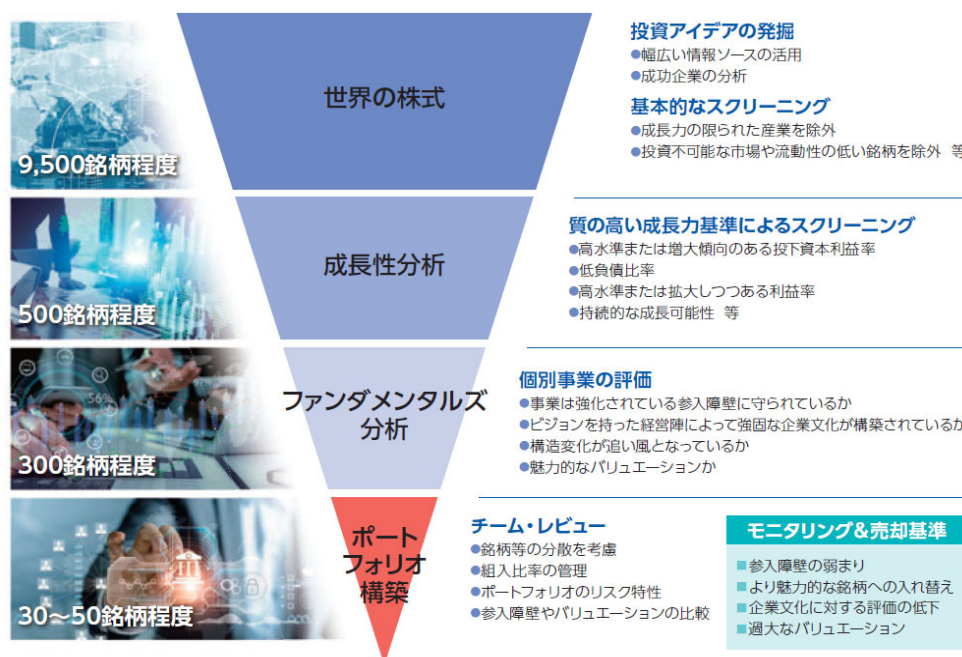 世界の株式
9,500銘柄程度
投資アイデアの発掘
●幅広い情報ソースの活用
●成功企業の分析
基本的なスクリーニング
●成長力の限られた産業を除外
●投資不可能な市場や流動性の低い銘柄を除外 等
成長性分析
500銘柄程度
質の高い成長力基準によるスクリーニング
●高水準または増大傾向のある投下資本利益率
●低負債比率
●高水準または拡大しつつある利益率
●持続的な成長可能性 等
ファンダメンタルズ
分析
56%
300銘柄程度
個別事業の評価
●事業は強化されている参入障壁に守られているか
●ビジョンを持った経営陣によって強固な企業文化が構築されているか
●構造変化が追い風となっているか
●魅力的なバリュエーションか
ポート
フォリオ
構築
30～50銘柄程度
チーム・レビュー
●銘柄等の分散を考慮
●組入比率の管理
●ポートフォリオのリスク特性
●参入障壁やバリュエーションの比較
モニタリング&売却基準
■参入障壁の弱まり
■より魅力的な銘柄への入れ替え
■企業文化に対する評価の低下
■過大なバリュエーション